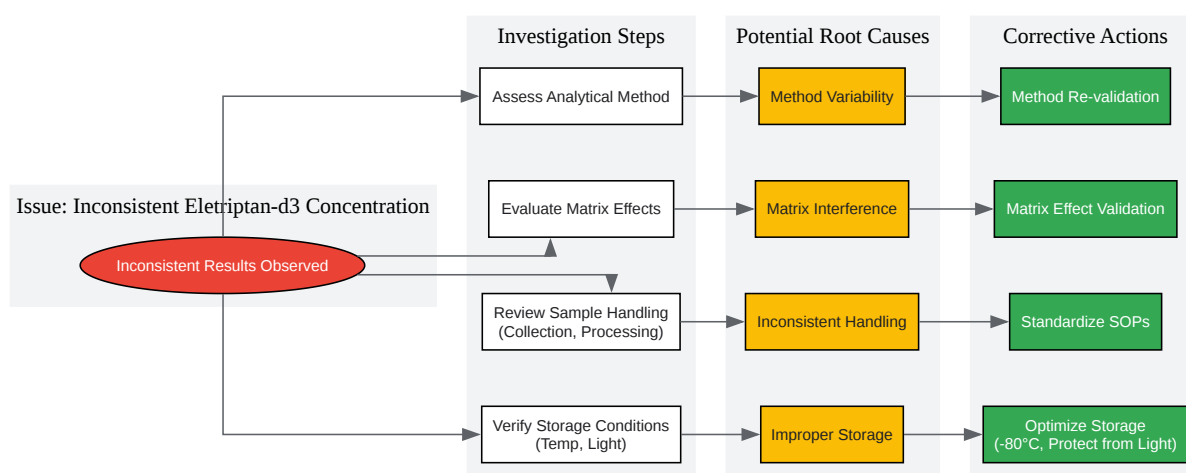 Investigation Steps
Potential Root Causes
Corrective Actions
Assess Analytical Method
Method Variability
Method Re-validation
Issue: Inconsistent Eletriptan-d3 Concentration
Inconsistent Results Observed
Evaluate Matrix Effects
Matrix Interference
Matrix Effect Validation
Review Sample Handling
(Collection, Processing)
Inconsistent Handling
Standardize SOPs
Verify Storage Conditions
(Temp, Light)
Improper Storage
Optimize Storage
(-80°C, Protect from Light)